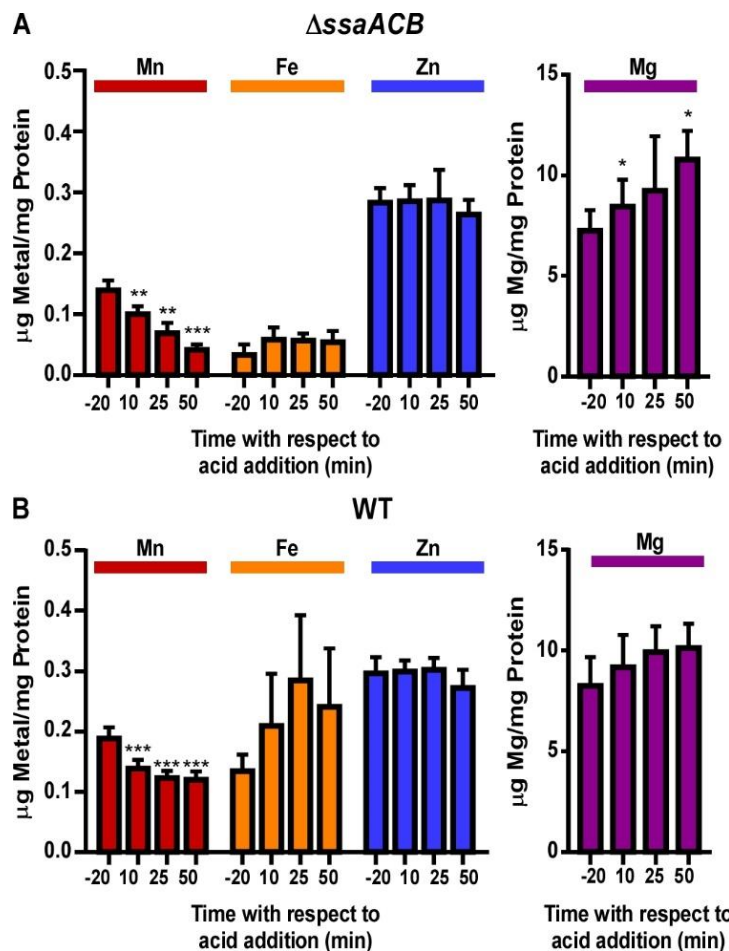 A
ΔssaACB
Mn
Fe
Zn
Mg
μg Metal/mg Protein
0.5
0.4
0.3
0.2
0.1
0.0
** ** ***
-20 10 25 50 -20 10 25 50 -20 10 25 50
Time with respect to
acid addition (min)
μg Mg/mg Protein
15
10
5
0
* *
-20 10 25 50
Time with respect to
acid addition (min)
B
WT
Mn
Fe
Zn
Mg
μg Metal/mg Protein
0.5
0.4
0.3
0.2
0.1
0.0
*** *** ***
-20 10 25 50 -20 10 25 50 -20 10 25 50
Time with respect to
acid addition (min)
μg Mg/mg Protein
15
10
5
0
-20 10 25 50
Time with respect to
acid addition (min)